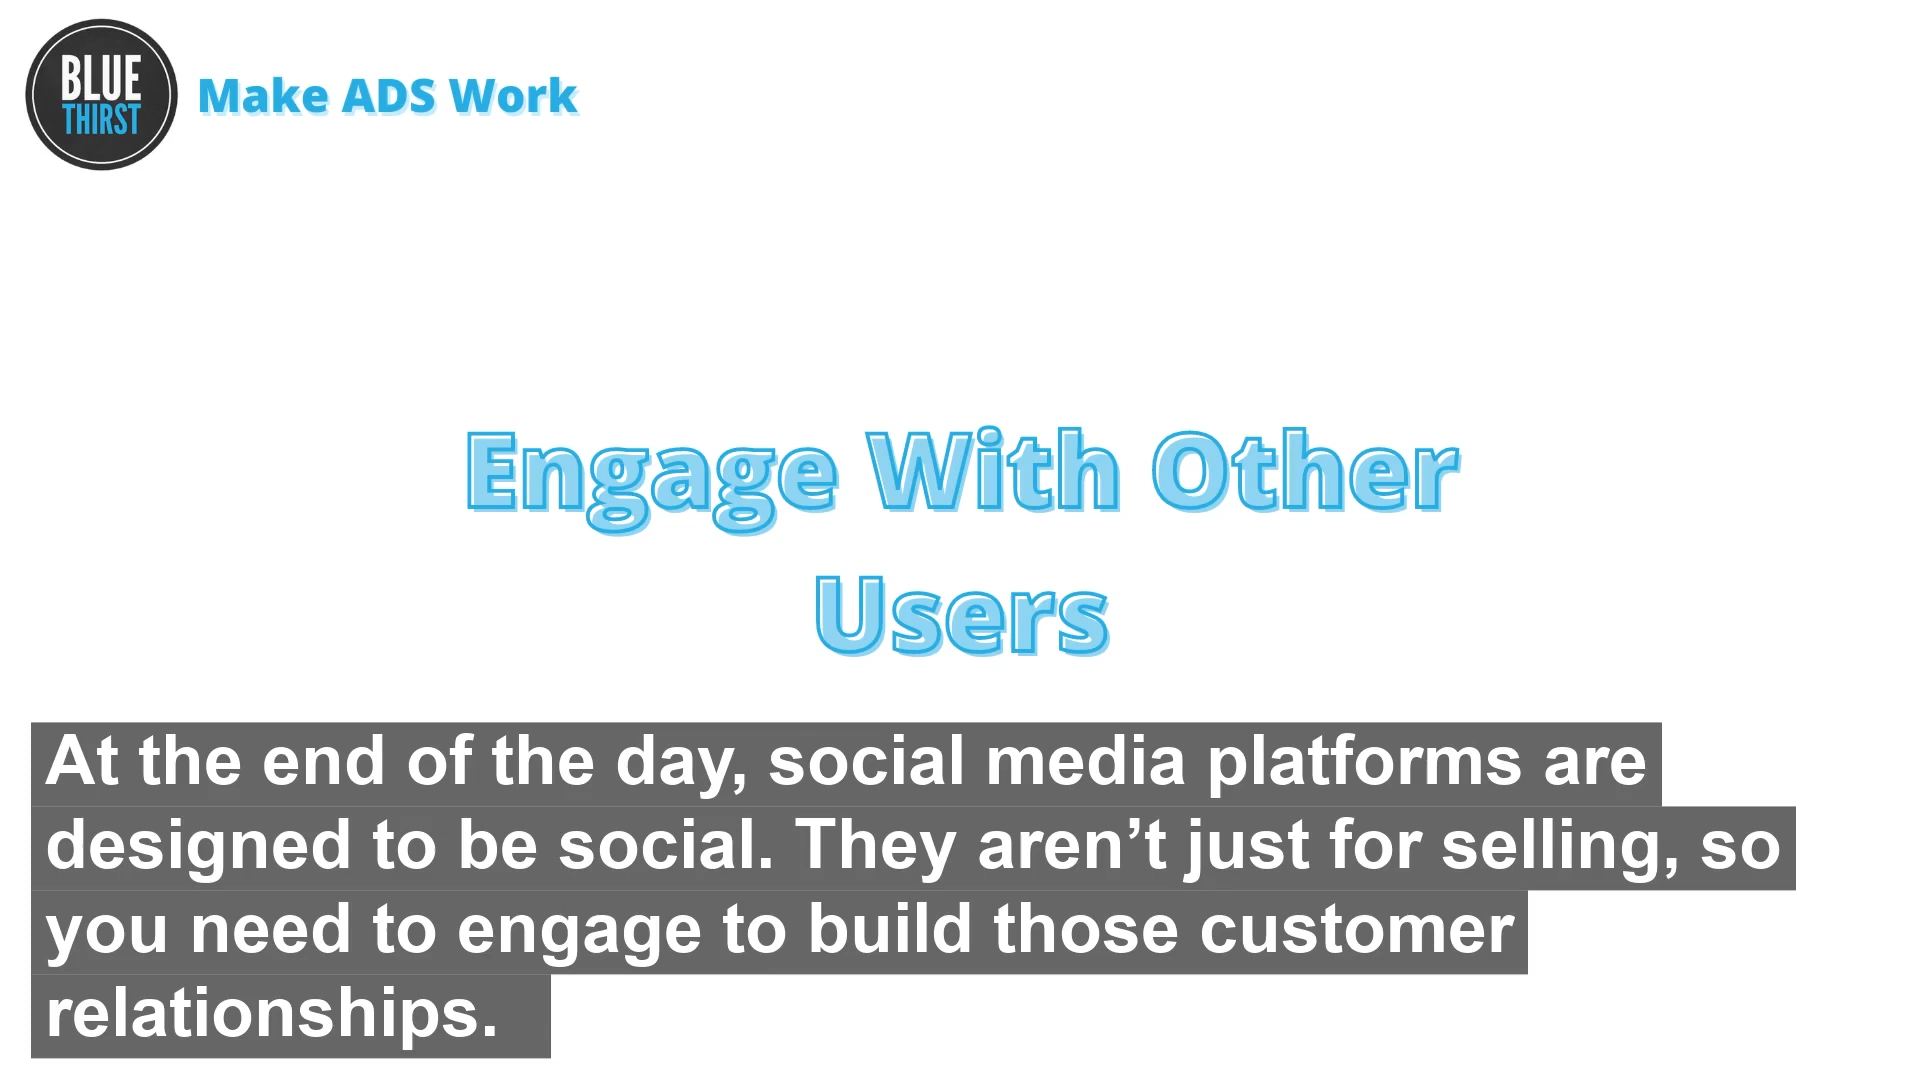 BLUE
THIRST
Make ADS Work
Engage With Other
Users
At the end of the day, social media platforms are
designed to be social. They aren’t just for selling, so
you need to engage to build those customer
relationships.